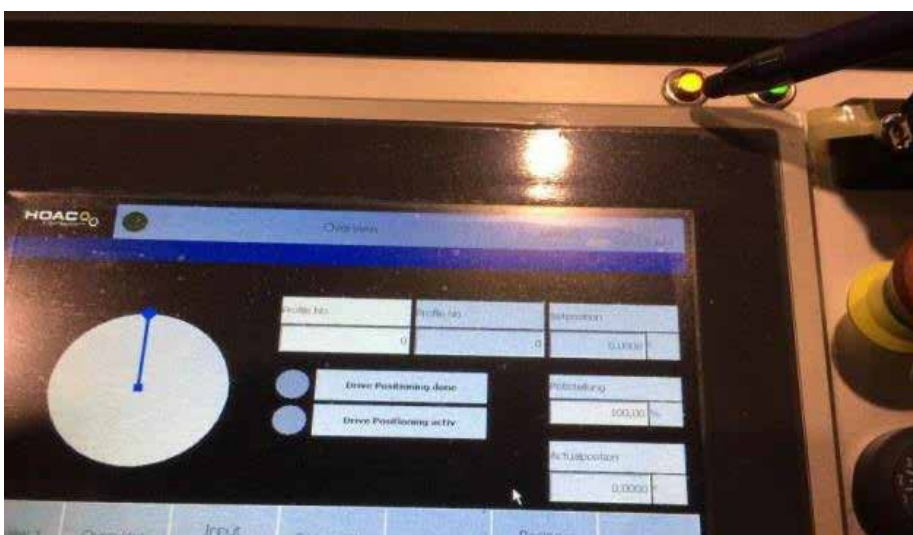 HOAC
Overview
Profile No
Profile No
Setposition
0
0
0,0000 °
Drive Positioning done
Potistellung
Drive Positioning activ
100,00 %
Actualposition
0,0000 °
Input